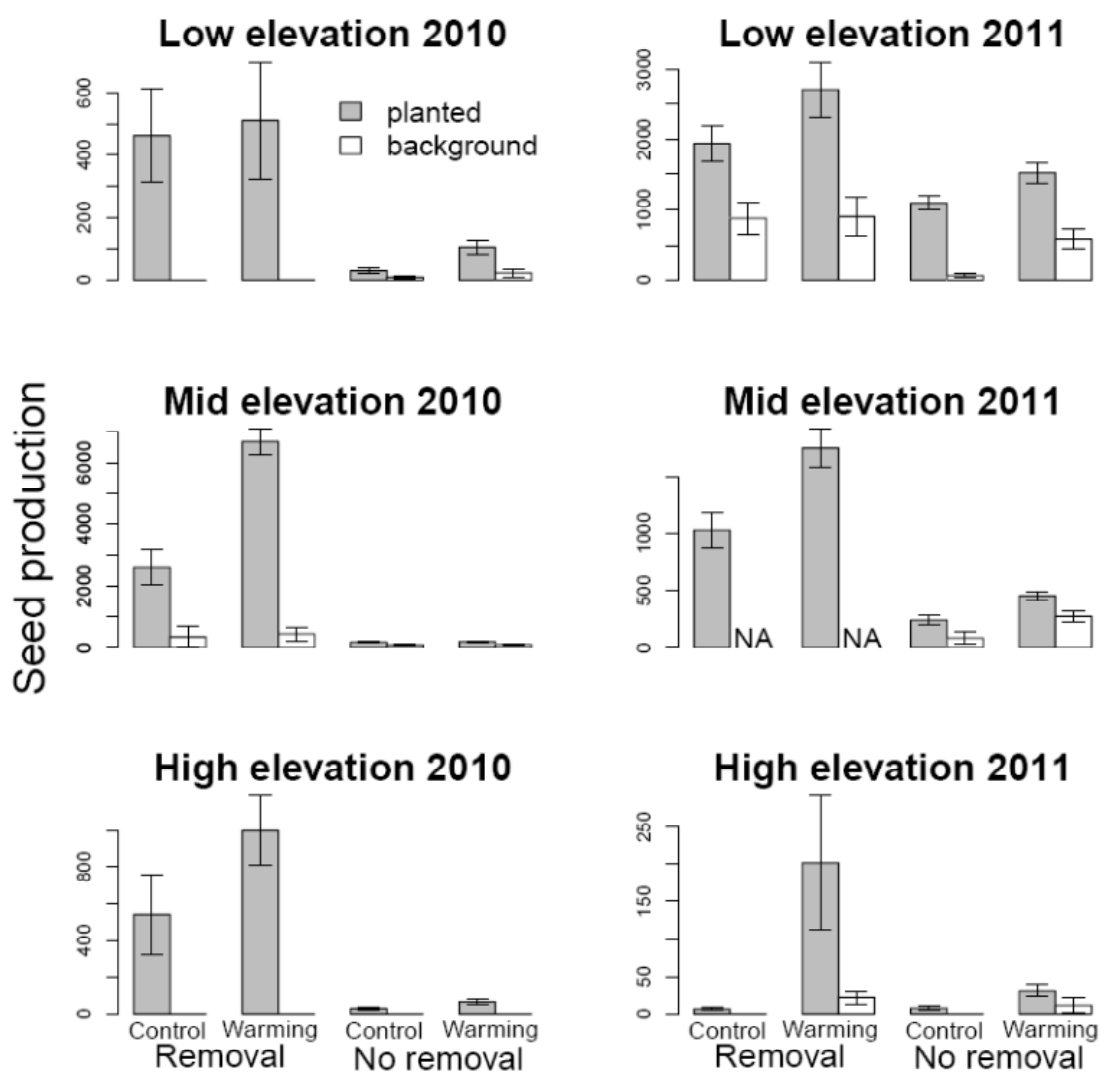 Low elevation 2010
600
400
200
0
planted
background
Low elevation 2011
3000
2000
1000
0
Seed production
Mid elevation 2010
6000
4000
2000
0
Mid elevation 2011
1000
500
0
NA
NA
High elevation 2010
800
400
0
Control
Warming
Control
Warming
Removal
No removal
High elevation 2011
250
150
50
0
Control
Warming
Control
Warming
Removal
No removal